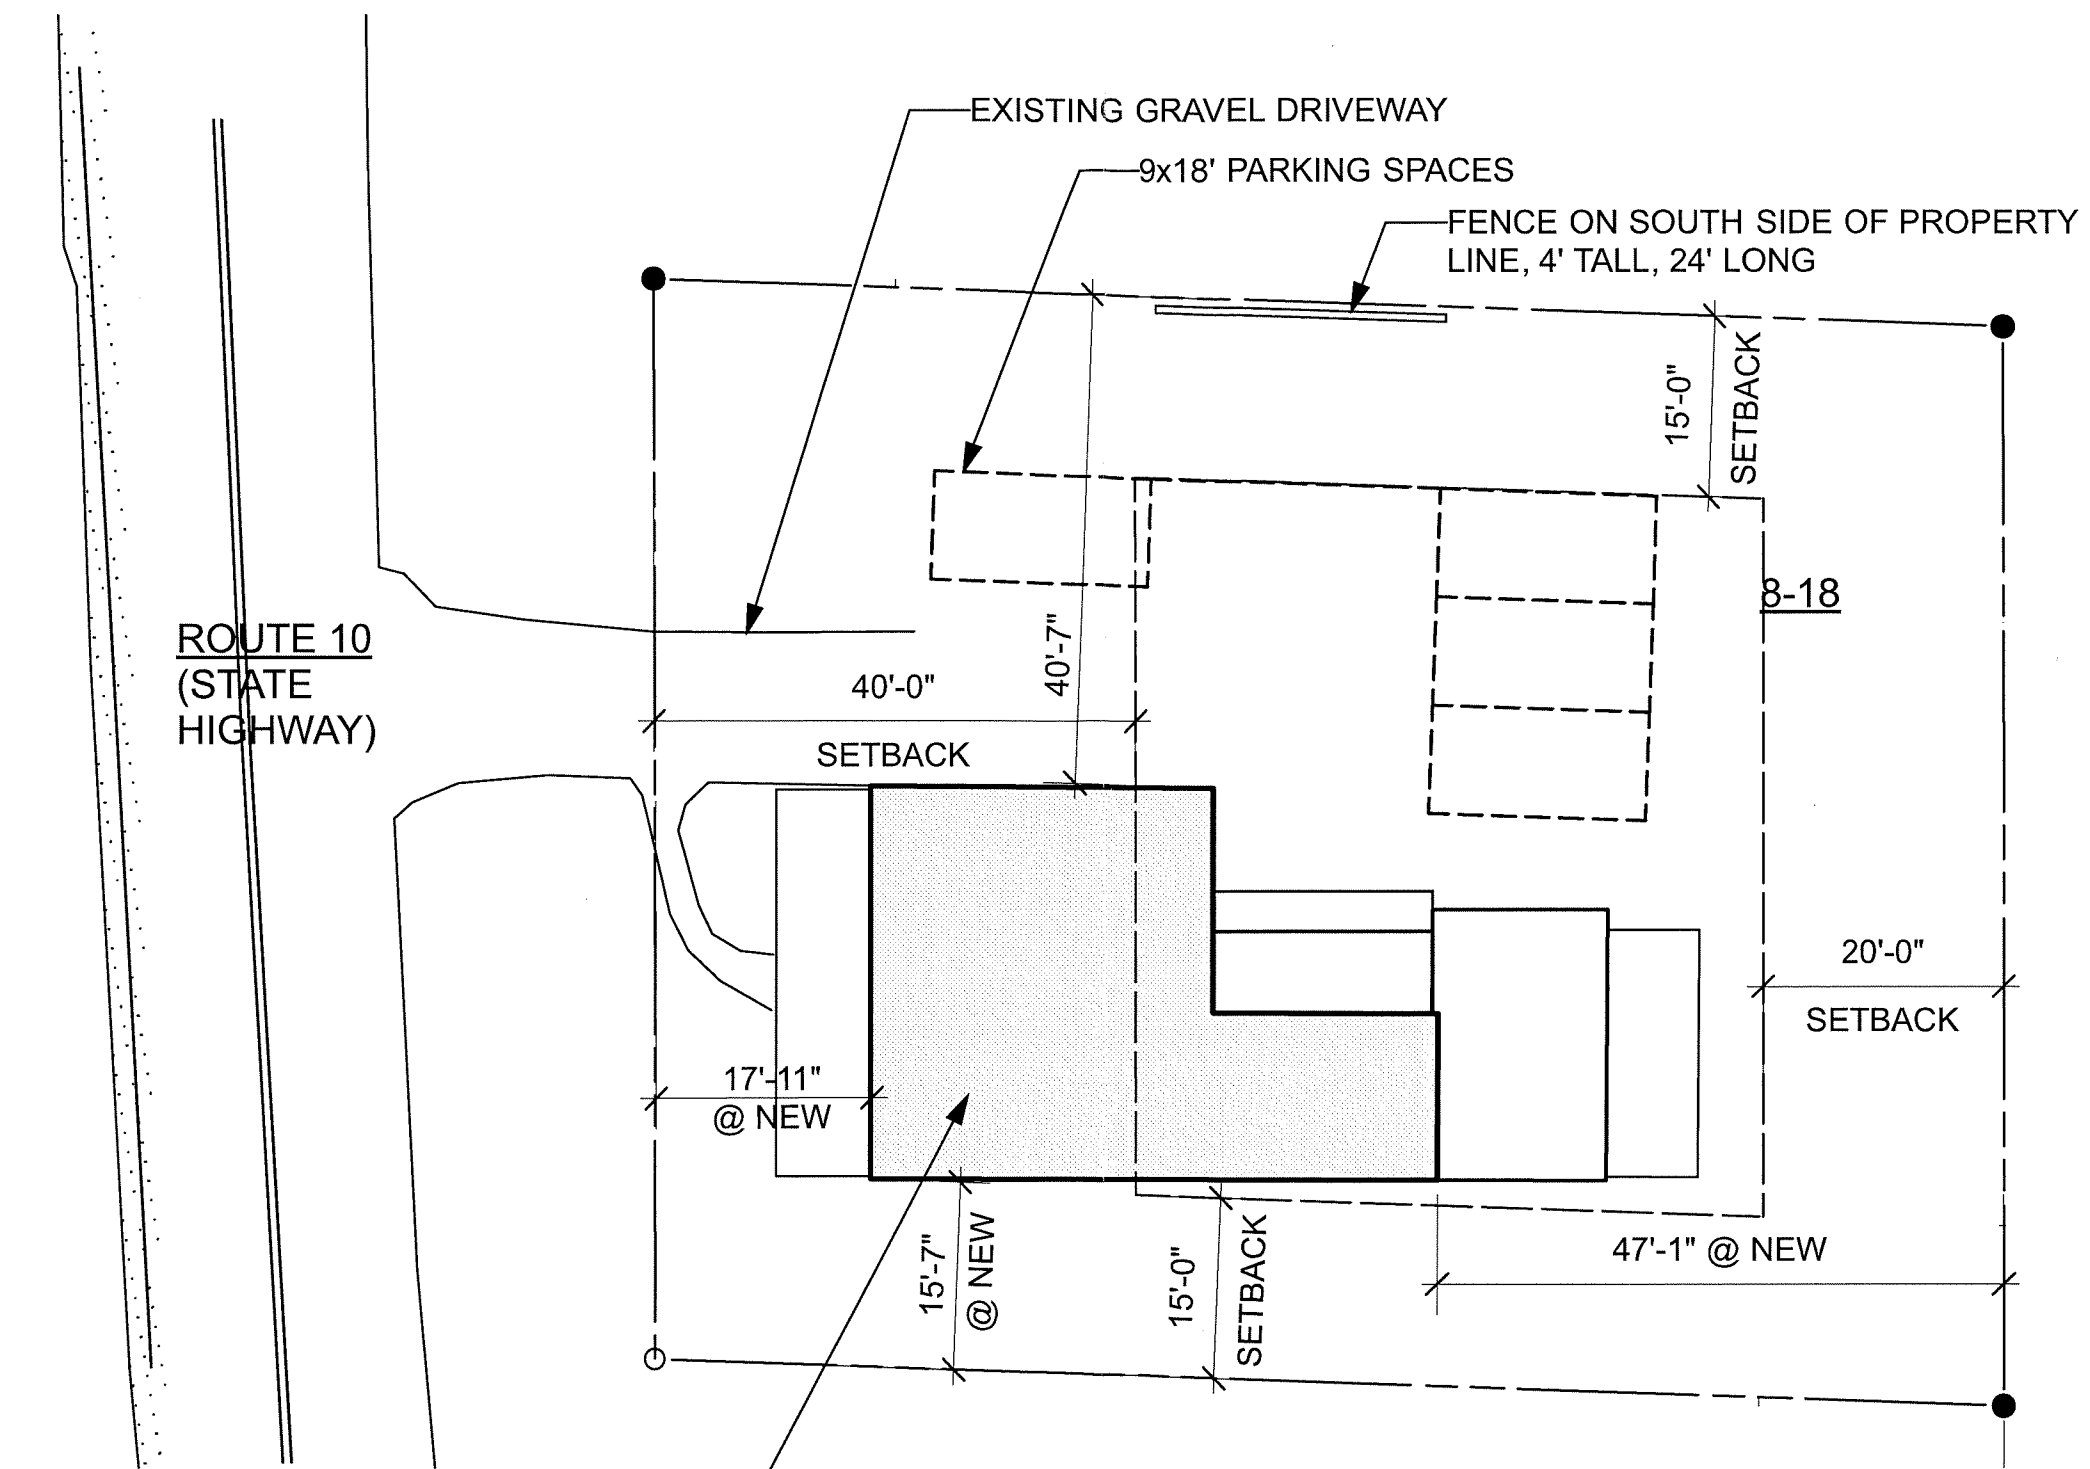 EXISTING GRAVEL DRIVEWAY
9x18' PARKING SPACES
FENCE ON SOUTH SIDE OF PROPERTY
LINE, 4' TALL, 24' LONG
15'-0"
SETBACK
8-18
ROUTE 10
(STATE
HIGHWAY)
40'-7"
40'-0"
SETBACK
20'-0"
SETBACK
17'-11"
@ NEW
15'-7"
@ NEW
15'-0"
SETBACK
47'-1" @ NEW